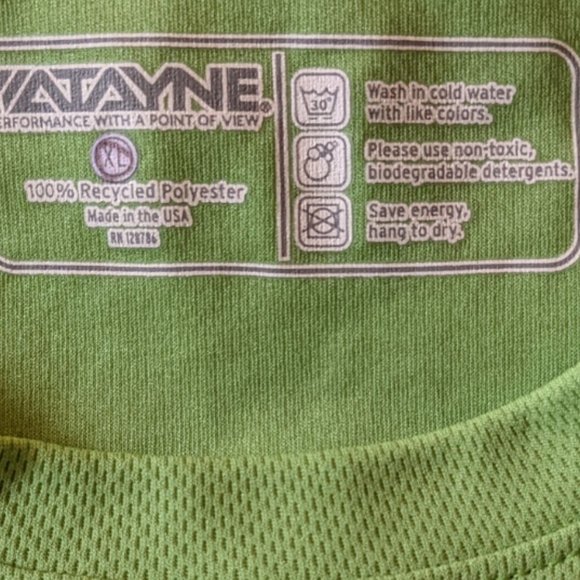 WATAYNE®
PERFORMANCE WITH A POINT OF VIEW
XL
100% Recycled Polyester
Made in the USA
RN 128786
30°
Wash in cold water
with like colors.
Please use non-toxic,
biodegradable detergents.
Save energy,
hang to dry.